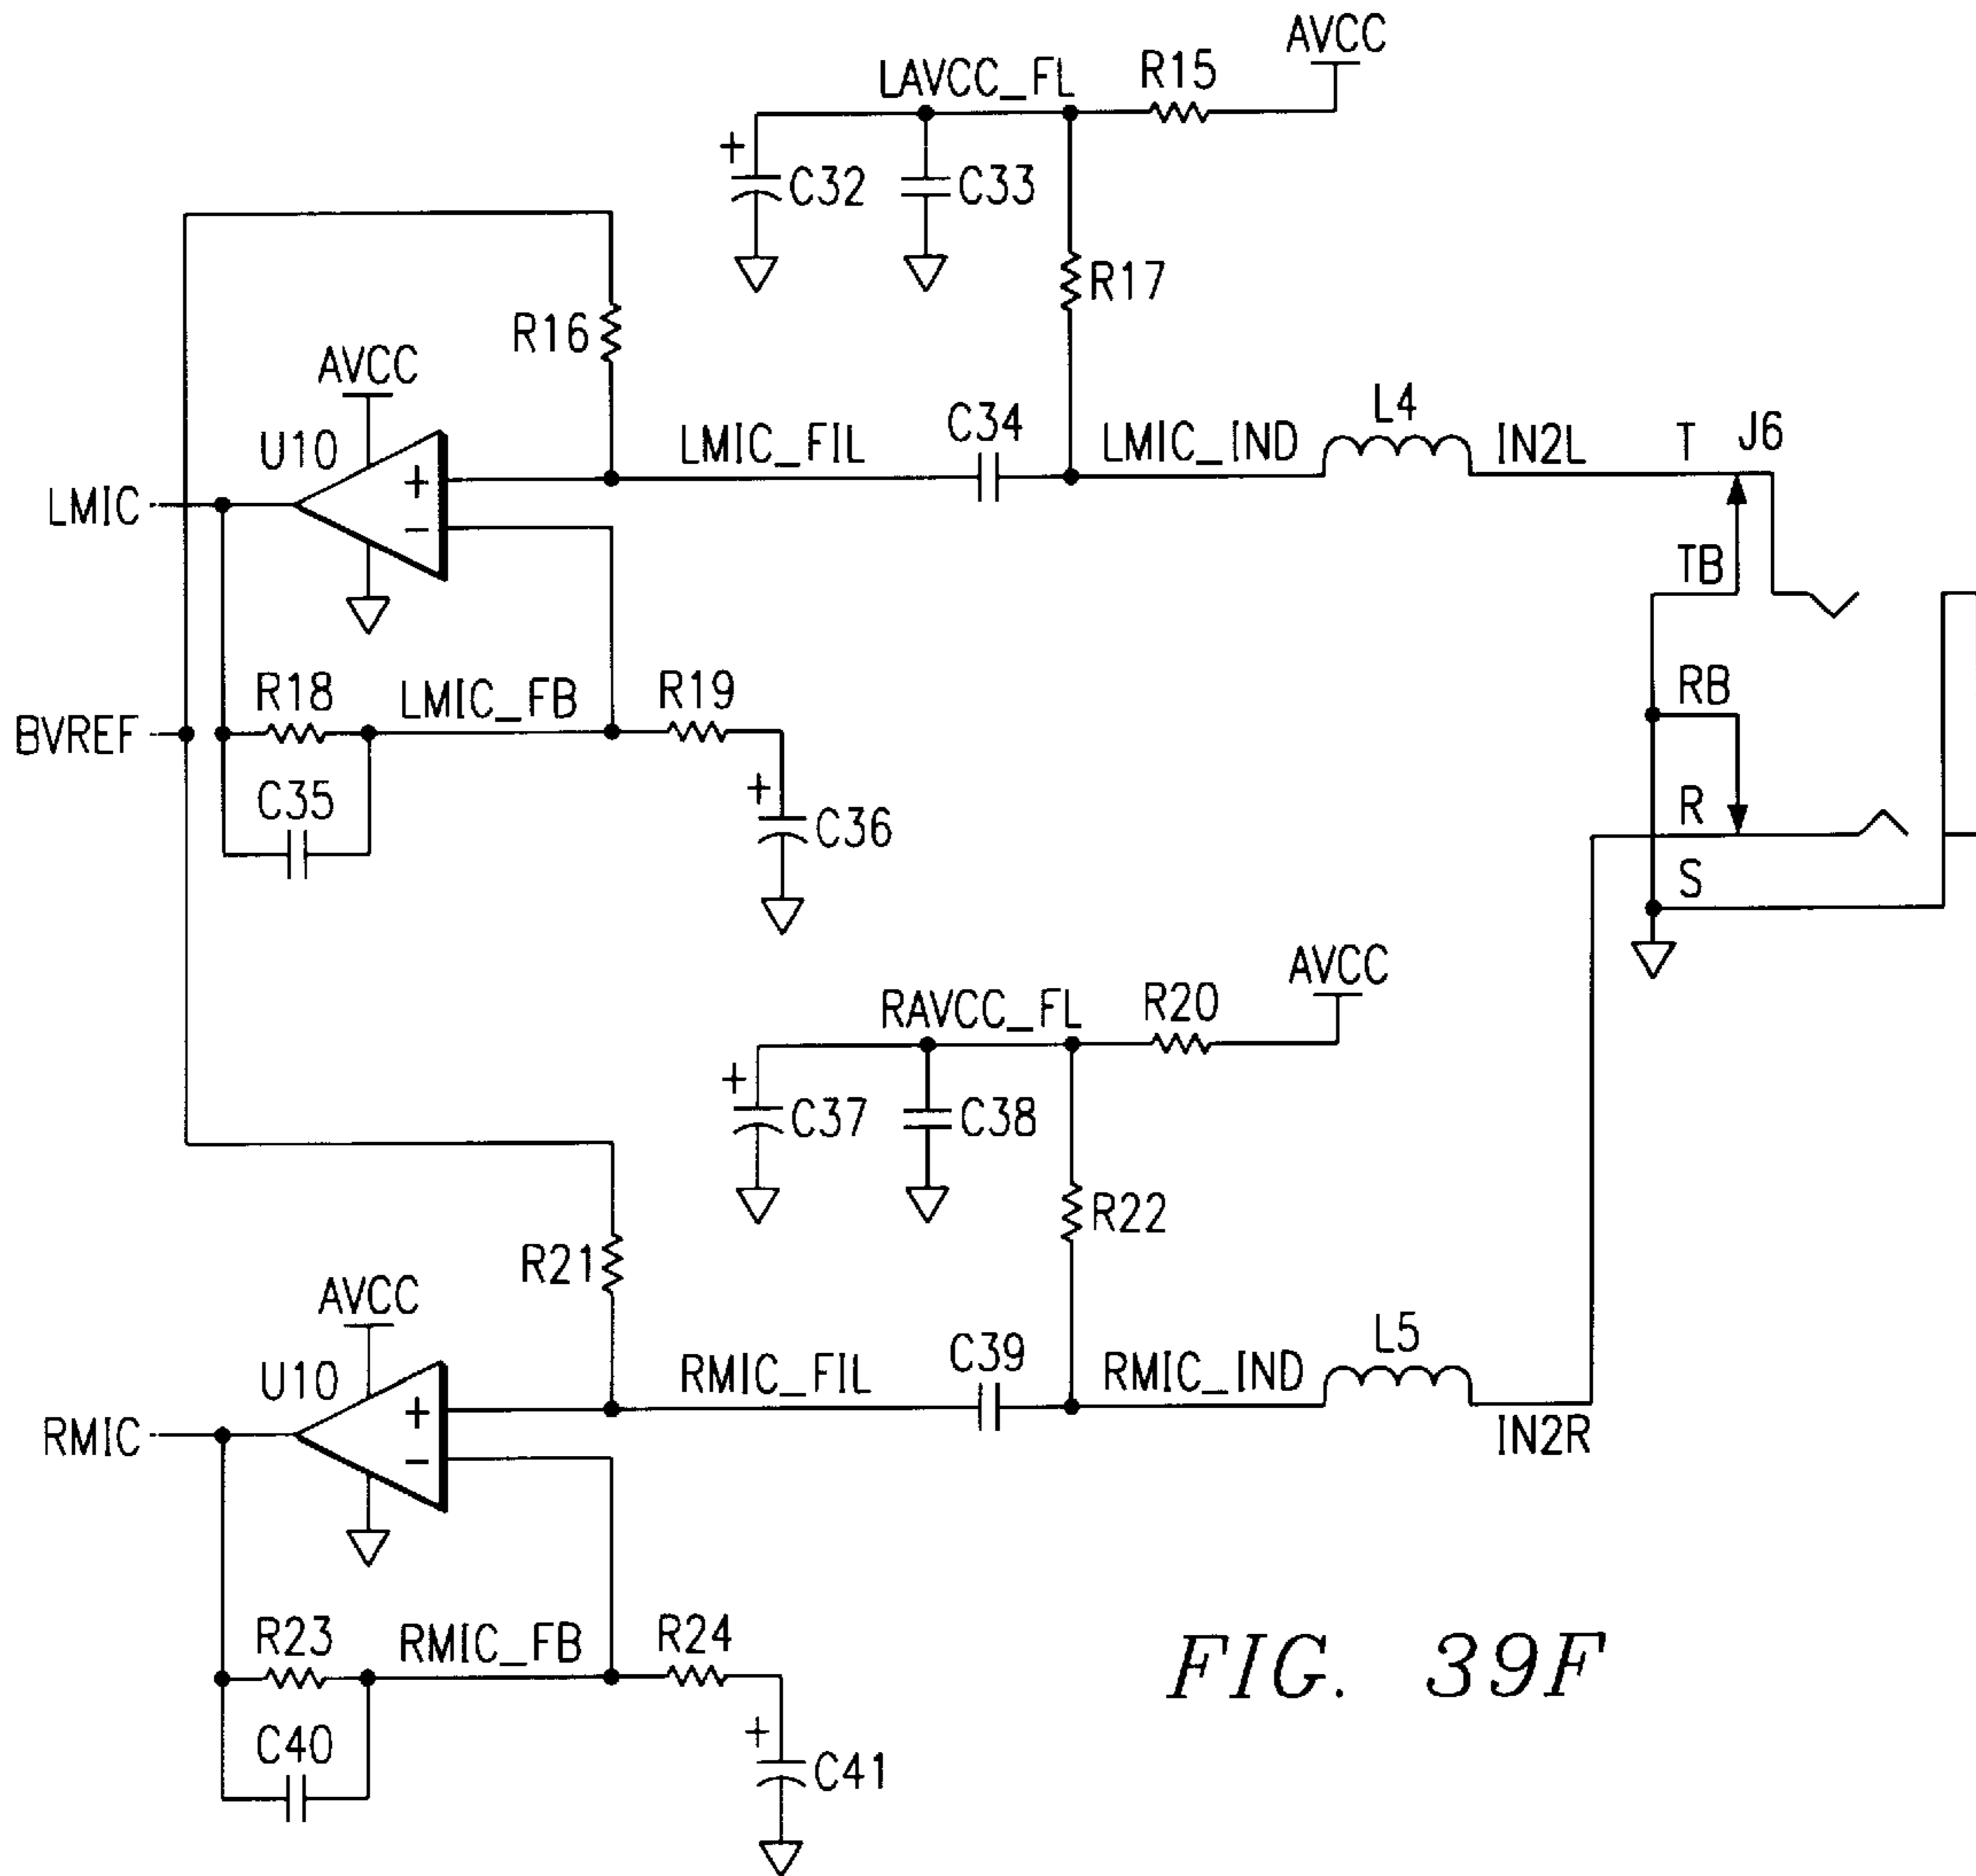 AVCC
LAVCC_FL
R15
+
C32
C33
R17
R16
AVCC
U10
+
−
LMIC
LMIC_FIL
C34
LMIC_IND
L4
IN2L
T
J6
TB
RB
R
S
BVREF
R18
LMIC_FB
R19
C35
+
C36
AVCC
RAVCC_FL
R20
+
C37
C38
R22
R21
AVCC
U10
+
−
RMIC
RMIC_FIL
C39
RMIC_IND
L5
IN2R
R23
RMIC_FB
R24
C40
+
C41
FIG. 39F